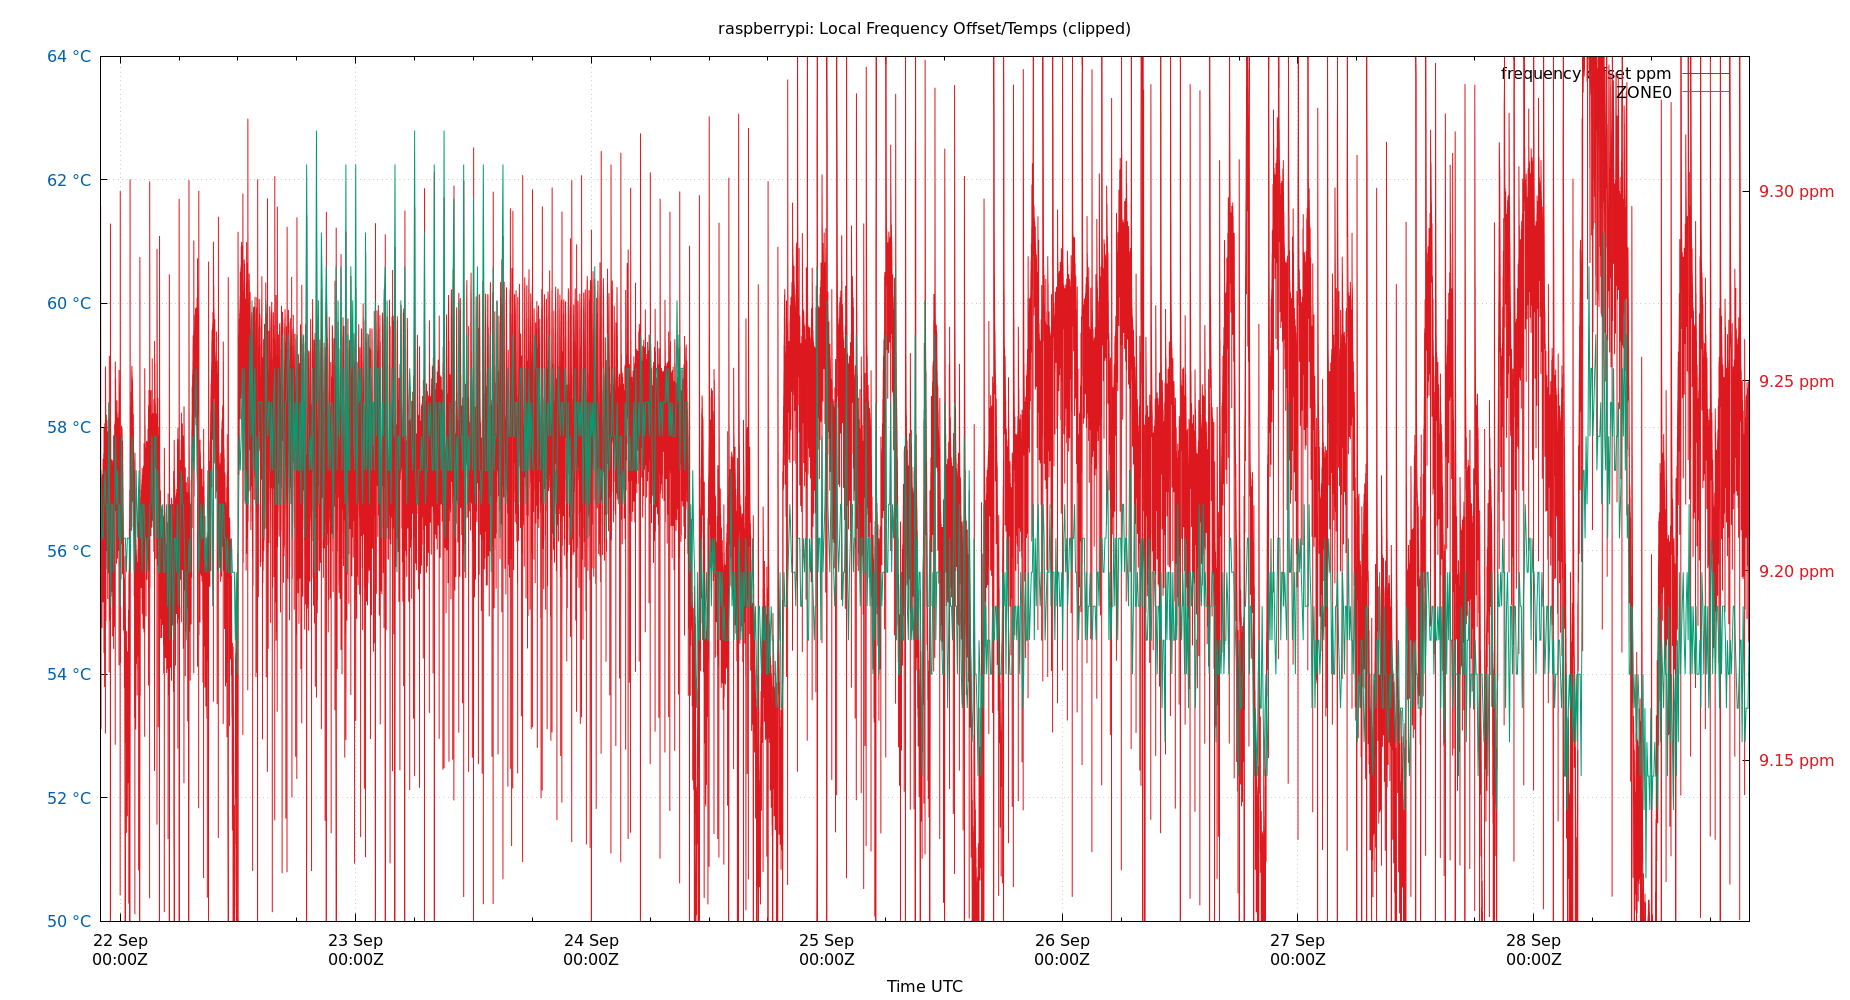 raspberrypi: Local Frequency Offset/Temps (clipped)
64 °C
62 °C
60 °C
58 °C
56 °C
54 °C
52 °C
50 °C
frequency offset ppm
ZONE0
9.30 ppm
9.25 ppm
9.20 ppm
9.15 ppm
22 Sep
00:00Z
23 Sep
00:00Z
24 Sep
00:00Z
25 Sep
00:00Z
26 Sep
00:00Z
27 Sep
00:00Z
28 Sep
00:00Z
Time UTC